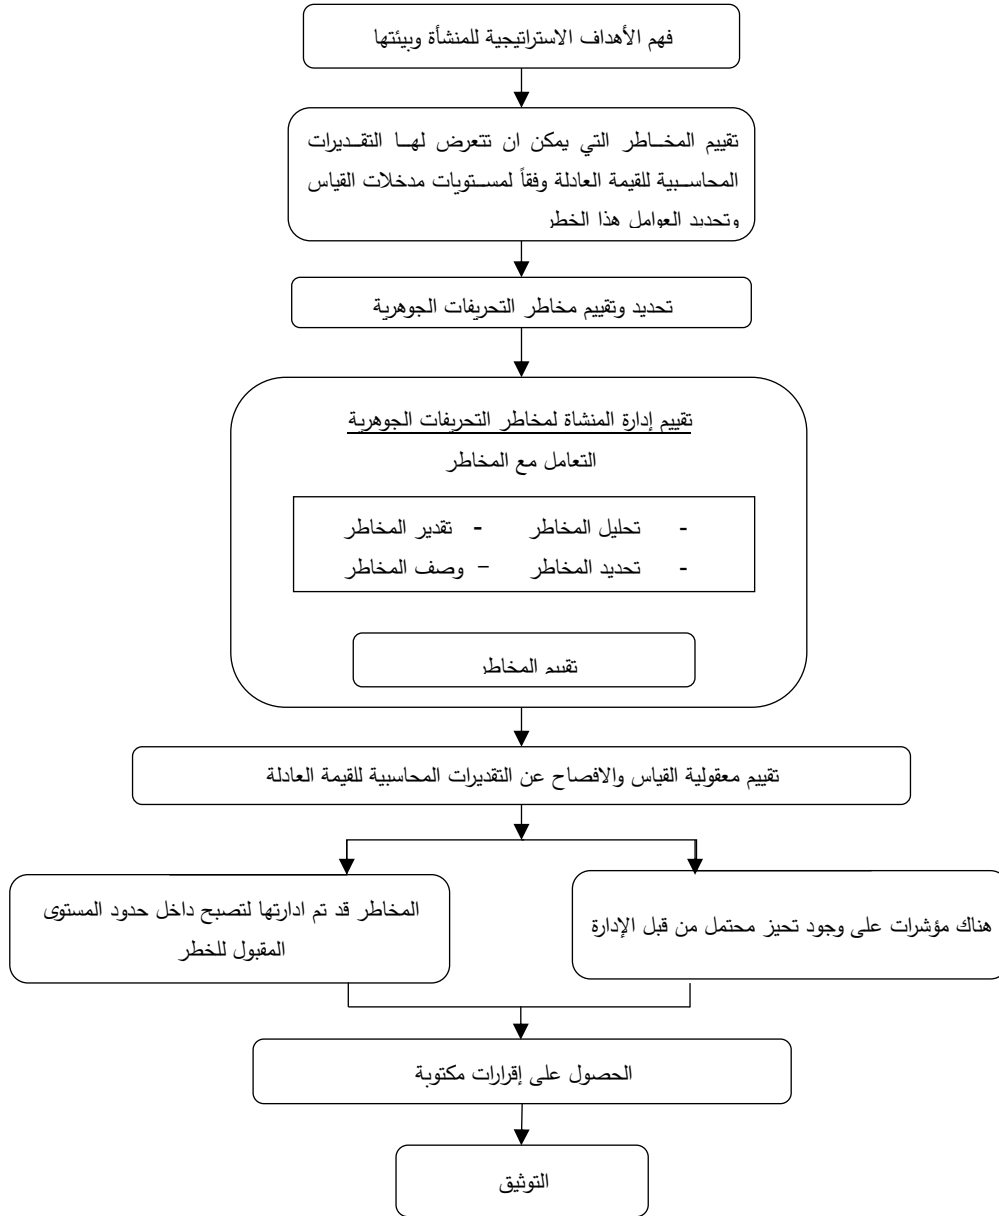 فهم الأهداف الاستراتيجية للمنشأة وبيئتها
تقييم المخاطر التي يمكن ان تتعرض لها التقديرات
المحاسبية للقيمة العادلة وفقاً لمستويات مدخلات القياس
وتحديد العوامل هذا الخطر
تحديد وتقييم مخاطر التحريفات الجوهرية
تقييم إدارة المنشاة لمخاطر التحريفات الجوهرية
التعامل مع المخاطر
- تحليل المخاطر - تقدير المخاطر
- تحديد المخاطر – وصف المخاطر
تقييم المخاطر
تقييم معقولية القياس والافصاح عن التقديرات المحاسبية للقيمة العادلة
هناك مؤشرات على وجود تحيز محتمل من قبل الإدارة
المخاطر قد تم ادارتها لتصبح داخل حدود المستوى
المقبول للخطر
الحصول على إقرارات مكتوبة
التوثيق